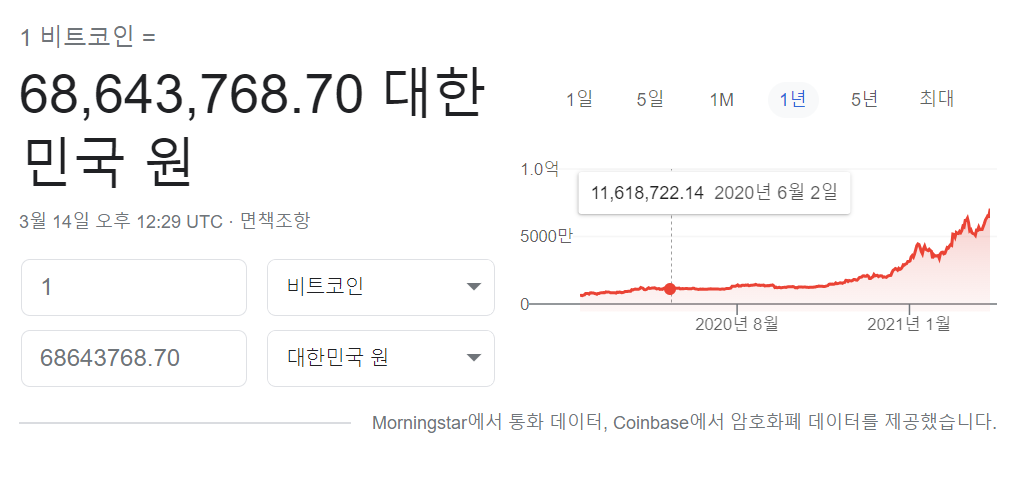 1 비트코인 =
68,643,768.70 대한
민국 원
3월 14일 오후 12:29 UTC · 면책조항
1 비트코인
68643768.70 대한민국 원
1일 5일 1M 1년 5년 최대
1.0억
11,618,722.14 2020년 6월 2일
5000만
0
2020년 8월 2021년 1월
Morningstar에서 통화 데이터, Coinbase에서 암호화폐 데이터를 제공했습니다.